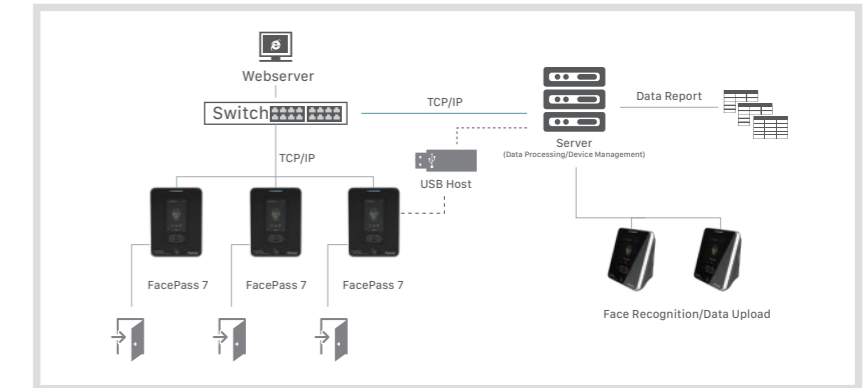 Webserver
Switch
TCP/IP
TCP/IP
USB Host
Server
(Data Processing/Device Management)
Data Report
FacePass 7
FacePass 7
FacePass 7
Face Recognition/Data Upload